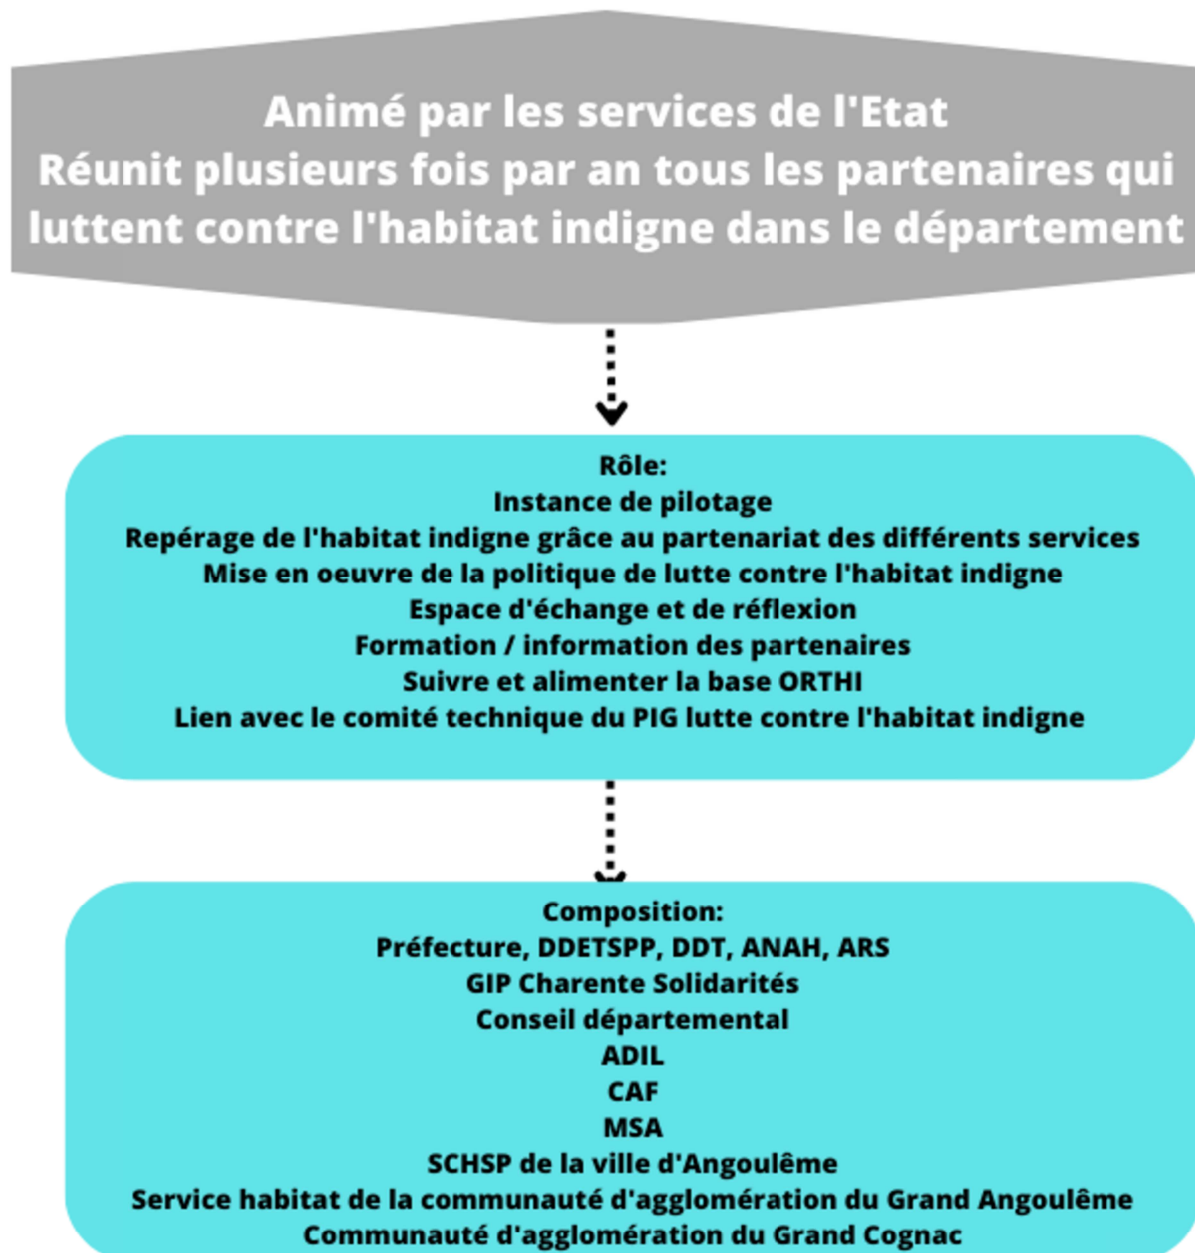 Animé par les services de l'Etat
Réunit plusieurs fois par an tous les partenaires qui
luttent contre l'habitat indigne dans le département
Rôle:
Instance de pilotage
Repérage de l'habitat indigne grâce au partenariat des différents services
Mise en oeuvre de la politique de lutte contre l'habitat indigne
Espace d'échange et de réflexion
Formation / information des partenaires
Suivre et alimenter la base ORTHI
Lien avec le comité technique du PIG lutte contre l'habitat indigne
Composition:
Préfecture, DDETSPP, DDT, ANAH, ARS
GIP Charente Solidarités
Conseil départemental
ADIL
CAF
MSA
SCHSP de la ville d'Angoulême
Service habitat de la communauté d'agglomération du Grand Angoulême
Communauté d'agglomération du Grand Cognac